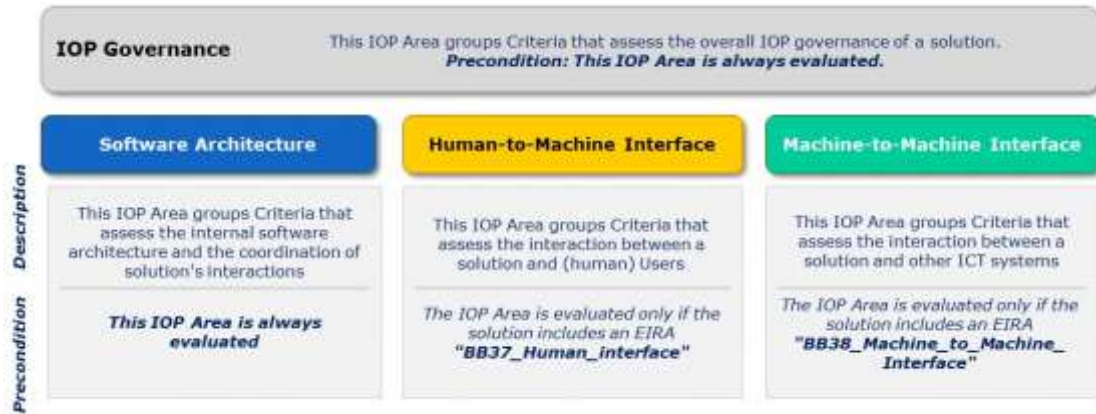 IOP Governance
This IOP Area groups Criteria that assess the overall IOP governance of a solution.
Precondition: This IOP Area is always evaluated.
Software Architecture
Human-to-Machine Interface
Machine-to-Machine Interface
Description
This IOP Area groups Criteria that
assess the internal software
architecture and the coordination of
solution's interactions
This IOP Area groups Criteria that
assess the interaction between a
solution and (human) Users
This IOP Area groups Criteria that
assess the interaction between a
solution and other ICT systems
Precondition
This IOP Area is always
evaluated
The IOP Area is evaluated only if the
solution includes an EIRA
"BB37_Human_interface"
The IOP Area is evaluated only if the
solution includes an EIRA
"BB38_Machine_to_Machine_
Interface"